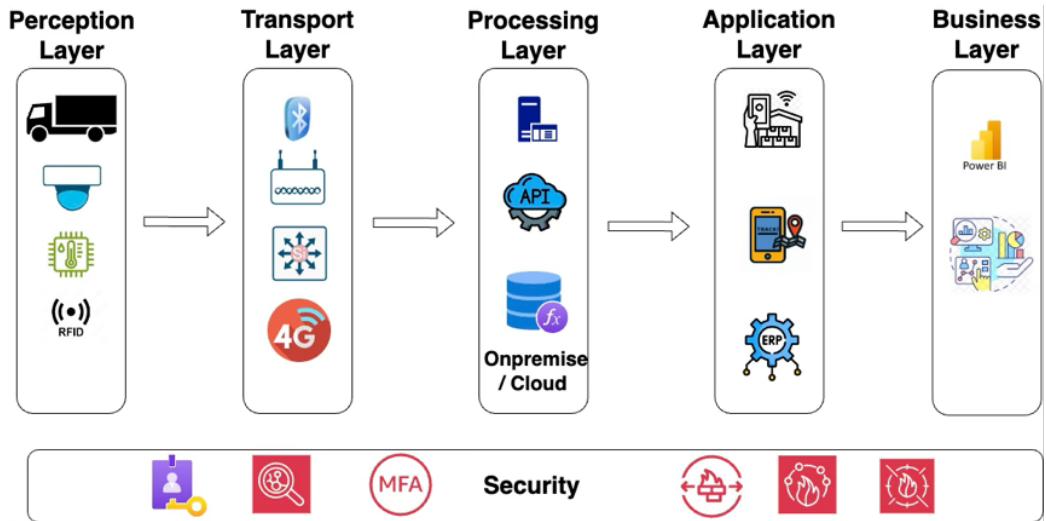 Perception
Layer
Transport
Layer
Processing
Layer
Application
Layer
Business
Layer
RFID
4G
API
fx
Onpremise
/ Cloud
TRACK
ERP
Power BI
MFA
Security